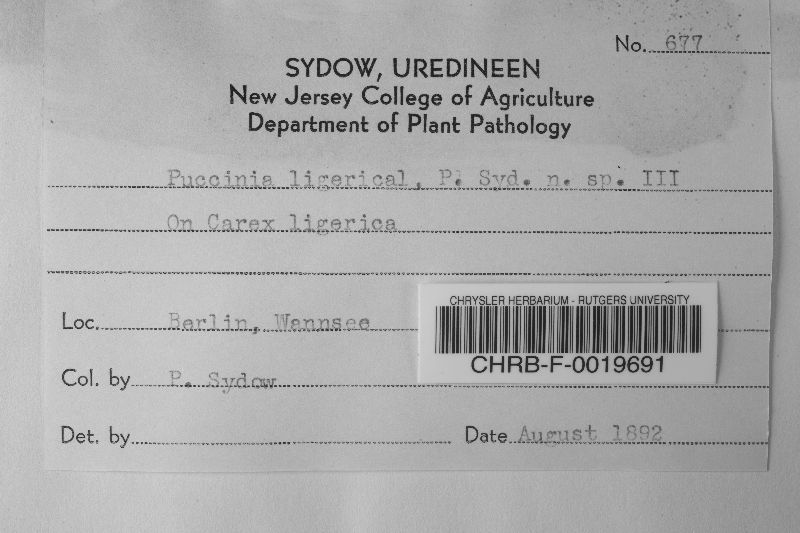 No. 677
SYDOW, UREDINEEN
New Jersey College of Agriculture
Department of Plant Pathology
Puccinia ligerical, P. Syd. n. sp. III
On Carex ligerica
Loc. Berlin, Wannsee
CHRYSLER HERBARIUM - RUTGERS UNIVERSITY
CHRB-F-0019691
Col. by P. Sydow
Det. by
Date August 1892